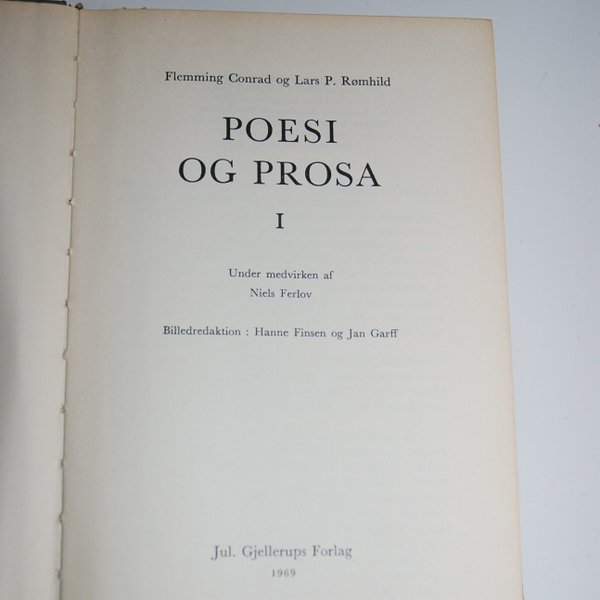 Flemming Conrad og Lars P. Rømhild
POESI
OG PROSA
I
Under medvirken af
Niels Ferlov
Billedredaktion : Hanne Finsen og Jan Garff
Jul. Gjellerups Forlag
1969